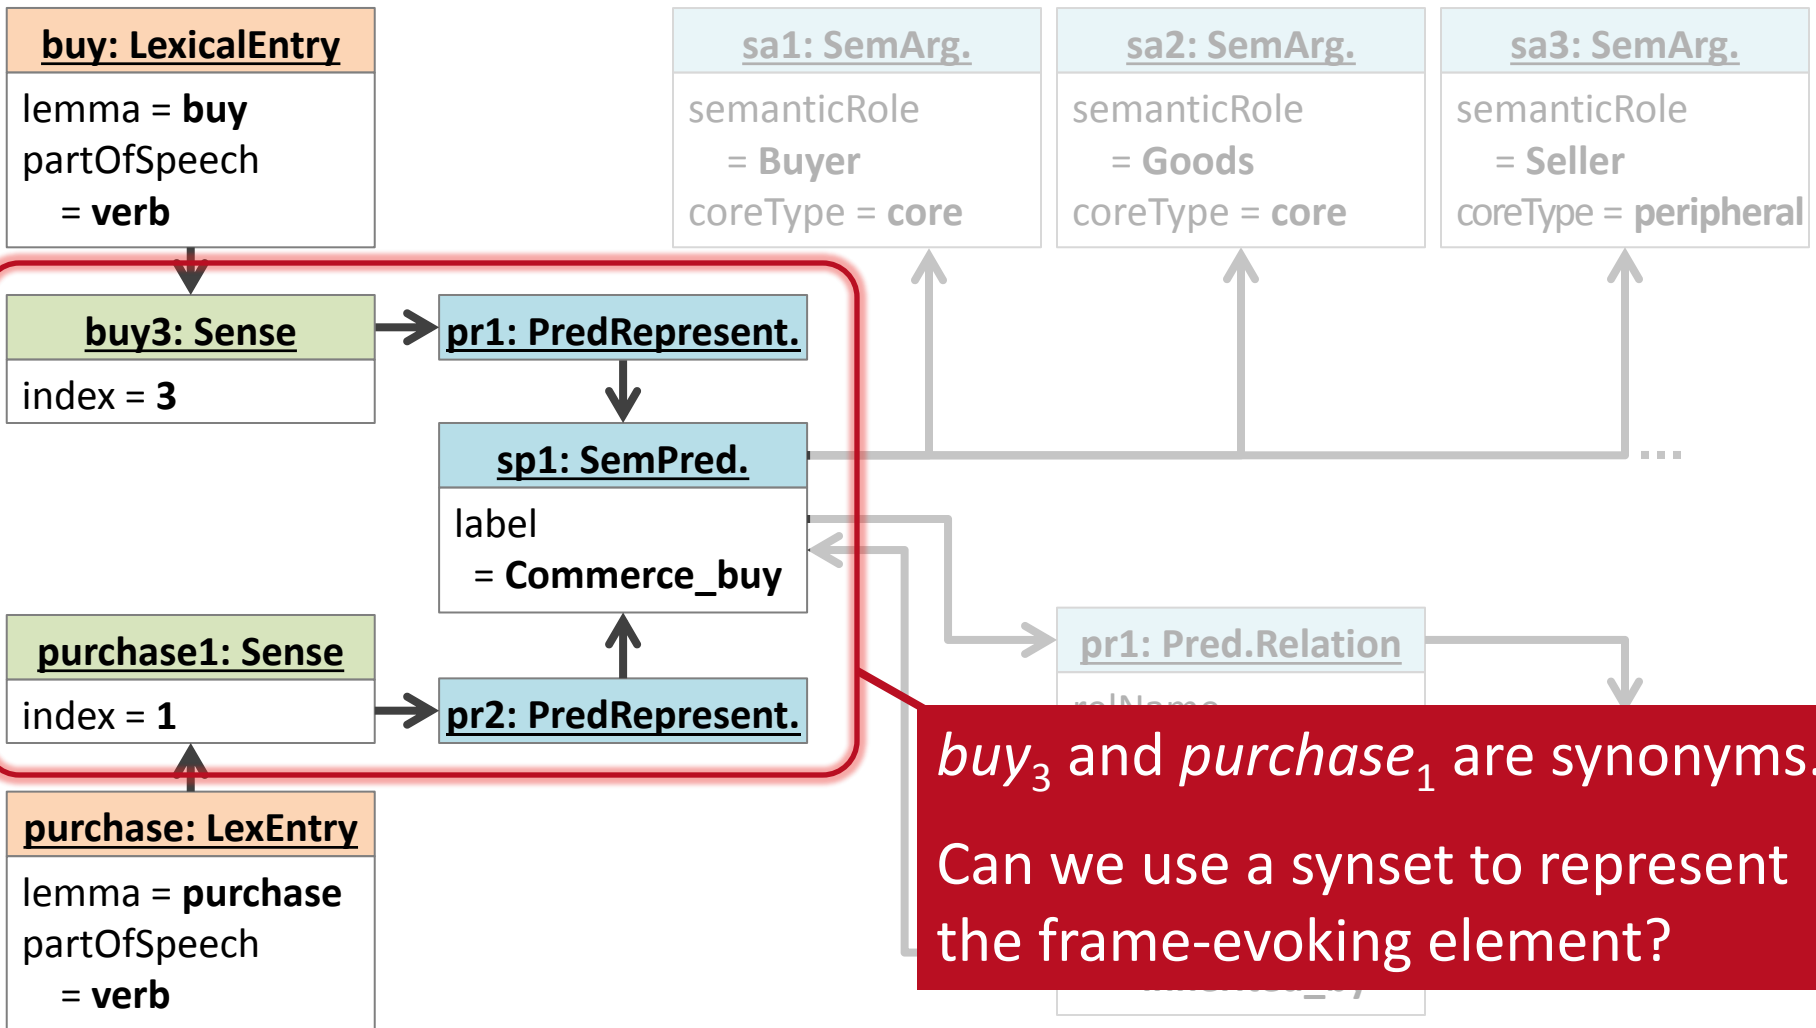 buy: LexicalEntry
lemma = buy
partOfSpeech
= verb
sa1: SemArg.
semanticRole
= Buyer
coreType = core
sa2: SemArg.
semanticRole
= Goods
coreType = core
sa3: SemArg.
semanticRole
= Seller
coreType = peripheral
buy3: Sense
index = 3
pr1: PredRepresent.
sp1: SemPred.
label
= Commerce_buy
...
purchase1: Sense
index = 1
pr2: PredRepresent.
pr1: Pred.Relation
relName
purchase: LexEntry
lemma = purchase
partOfSpeech
= verb
buy3 and purchase1 are synonyms.
Can we use a synset to represent
the frame-evoking element?